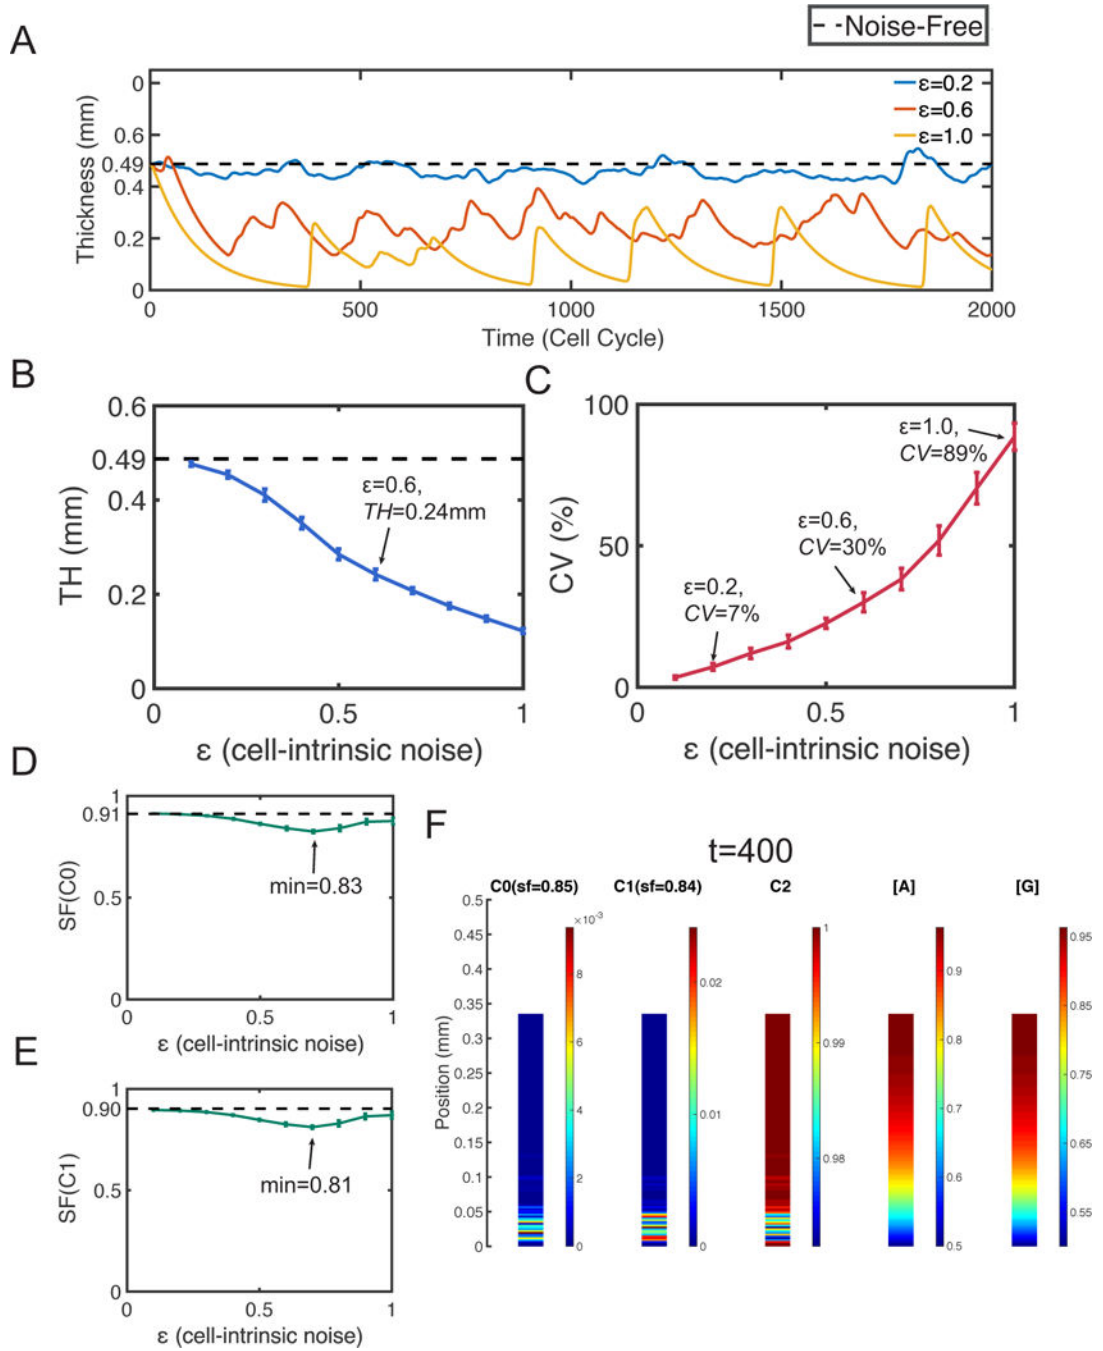 Noise-Free
A
Thickness (mm)
0
0.6
0.49
0.4
0.2
0
ε=0.2
ε=0.6
ε=1.0
0 500 1000 1500 2000
Time (Cell Cycle)
B
TH (mm)
0.6
0.49
0.4
0.2
0
ε=0.6,
TH=0.24mm
0 0.5 1
ε (cell-intrinsic noise)
C
CV (%)
100
50
0
ε=1.0,
CV=89%
ε=0.6,
CV=30%
ε=0.2,
CV=7%
0 0.5 1
ε (cell-intrinsic noise)
D
SF(C0)
1
0.91
0.5
0
min=0.83
0 0.5 1
ε (cell-intrinsic noise)
E
SF(C1)
1
0.90
0.5
0
min=0.81
0 0.5 1
ε (cell-intrinsic noise)
F
t=400
C0(sf=0.85) C1(sf=0.84) C2 [A] [G]
Position (mm)
0.5
0.45
0.4
0.35
0.3
0.25
0.2
0.15
0.1
0.05
0
×10⁻³
8
6
4
2
0
0.02
0.01
0
1
0.99
0.98
0.9
0.8
0.7
0.6
0.5
0.95
0.85
0.75
0.65
0.55